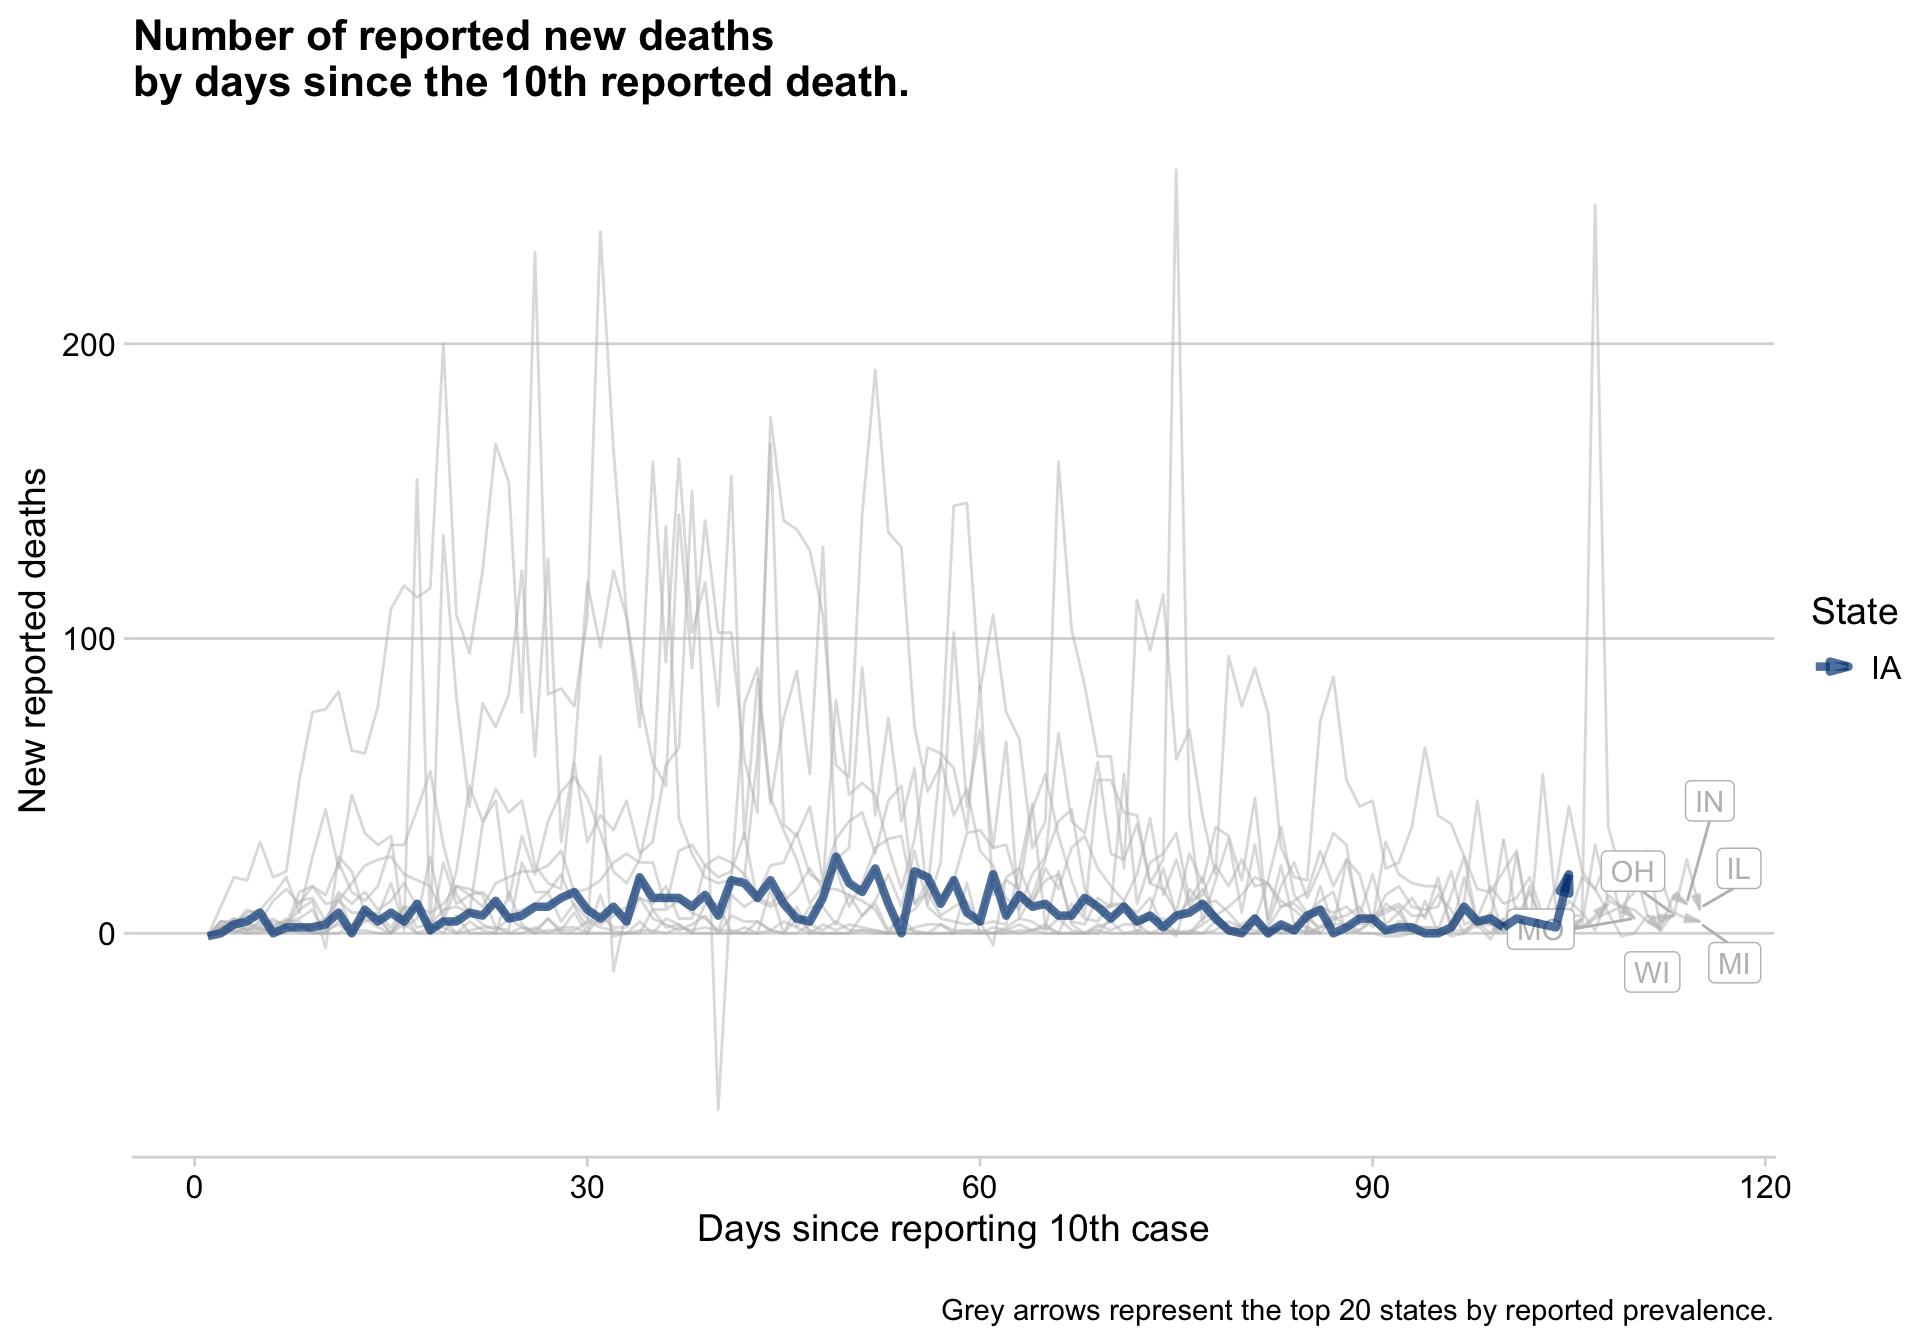 Number of reported new deaths
by days since the 10th reported death.
New reported deaths
200
100
0
0
30
60
90
120
Days since reporting 10th case
IN
OH
IL
MO
WI
MI
State
IA
Grey arrows represent the top 20 states by reported prevalence.